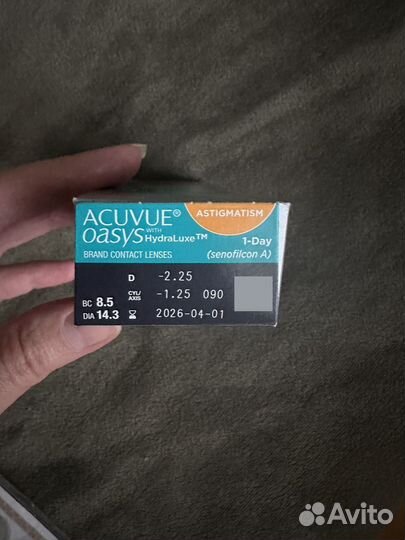 ACUVUE® ASTIGMATISM
OASYS WITH HydraLuxe™ 1-Day
BRAND CONTACT LENSES (senofilcon A)
D -2.25
BC 8.5 CYL/AXIS -1.25 090
DIA 14.3 2026-04-01
Avito